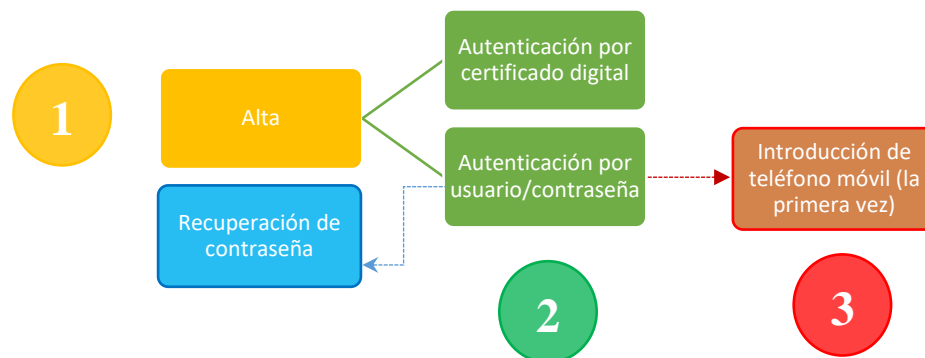 1
Alta
Recuperación de
contraseña
Autenticación por
certificado digital
Autenticación por
usuario/contraseña
2
Introducción de
teléfono móvil (la
primera vez)
3